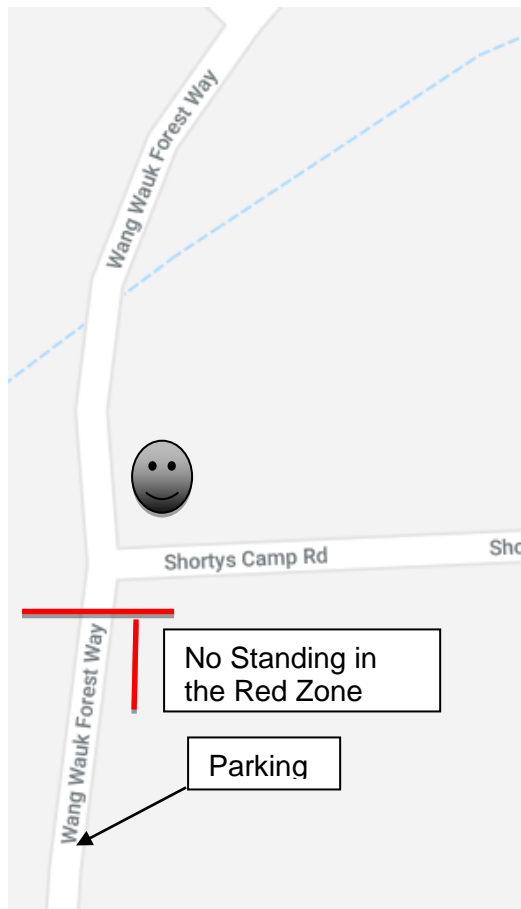 Wang Wauk Forest Way
Shortys Camp Rd
Sho
No Standing in
the Red Zone
Wang Wauk Forest Way
Parking